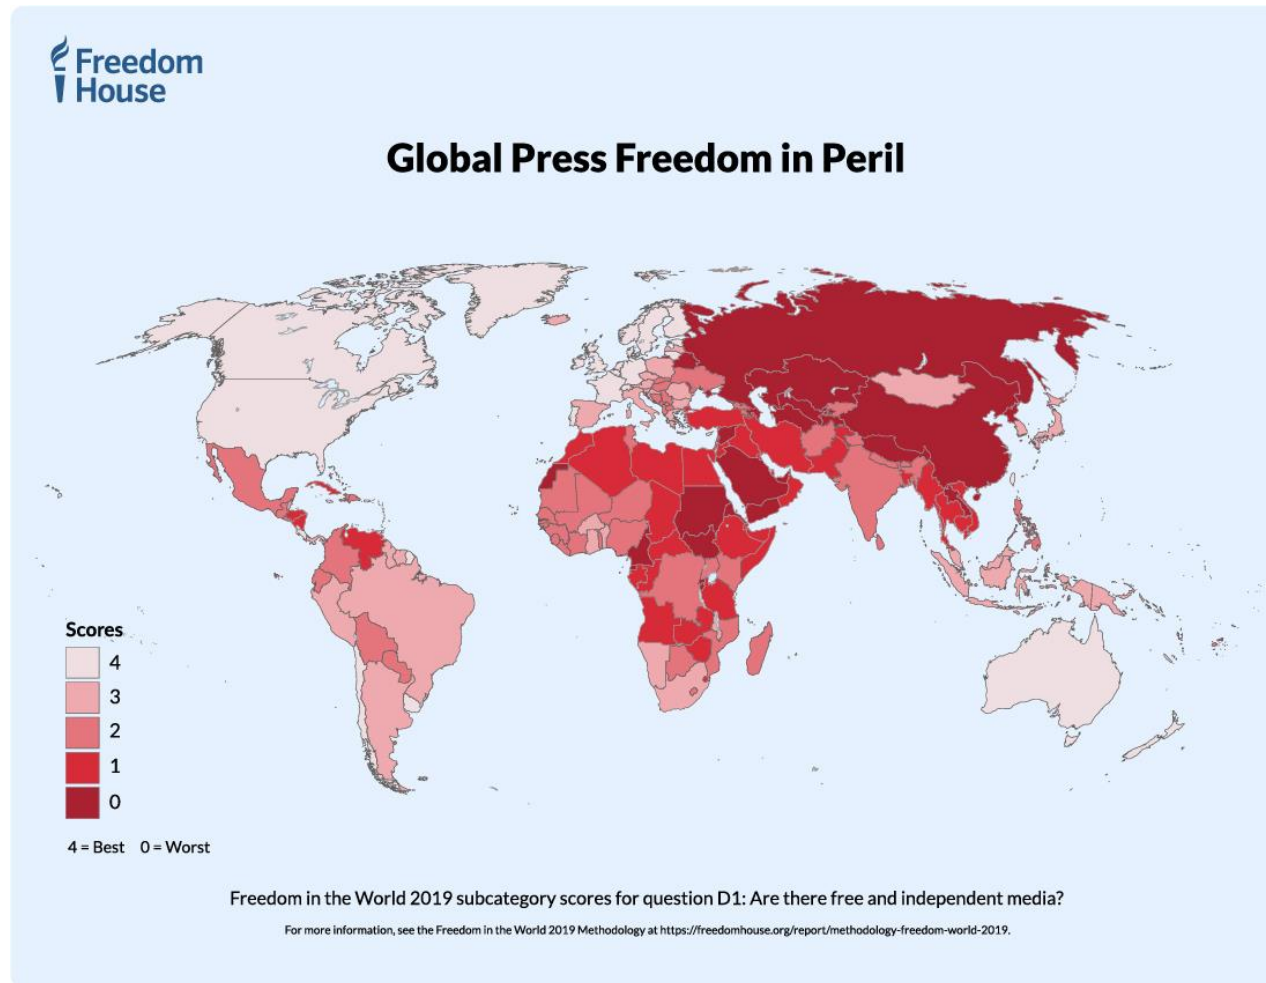 Freedom
House
Global Press Freedom in Peril
Scores
4
3
2
1
0
4 = Best 0 = Worst
Freedom in the World 2019 subcategory scores for question D1: Are there free and independent media?
For more information, see the Freedom in the World 2019 Methodology at https://freedomhouse.org/report/methodology-freedom-world-2019.